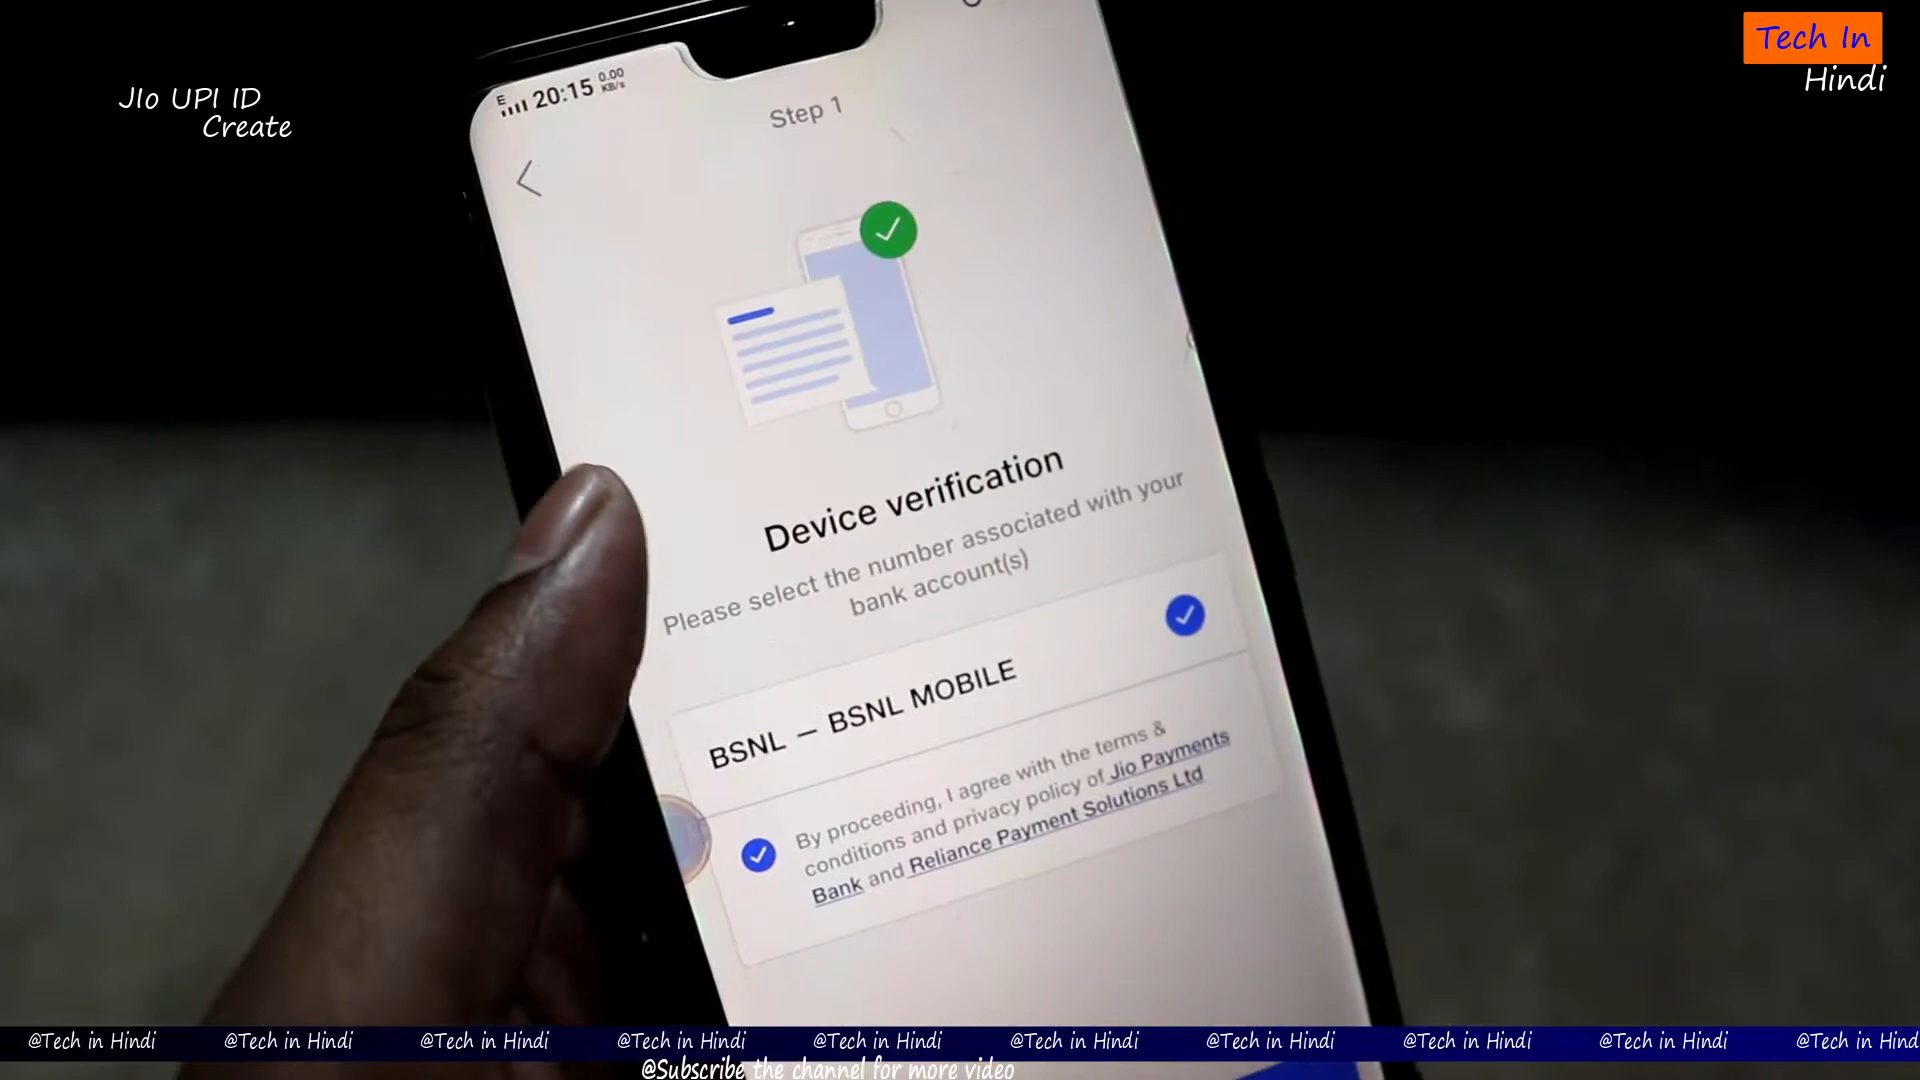 Tech In
Hindi
JIo UPI ID
Create
E
20:15
0.00
KB/s
Step 1
Device verification
Please select the number associated with your
bank account(s)
BSNL – BSNL MOBILE
By proceeding, I agree with the terms &
conditions and privacy policy of Jio Payments
Bank and Reliance Payment Solutions Ltd
@Tech in Hindi @Tech in Hindi @Tech in Hindi @Tech in Hindi @Tech in Hindi @Tech in Hindi @Tech in Hindi @Tech in Hindi @Tech in Hindi @Tech in Hind
@Subscribe the channel for more video